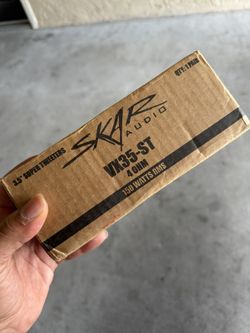 3.5" SUPER TWEETERS
QTY: 1 PAIR
SKAR
AUDIO
VX35-ST
4 OHM
150 WATTS RMS